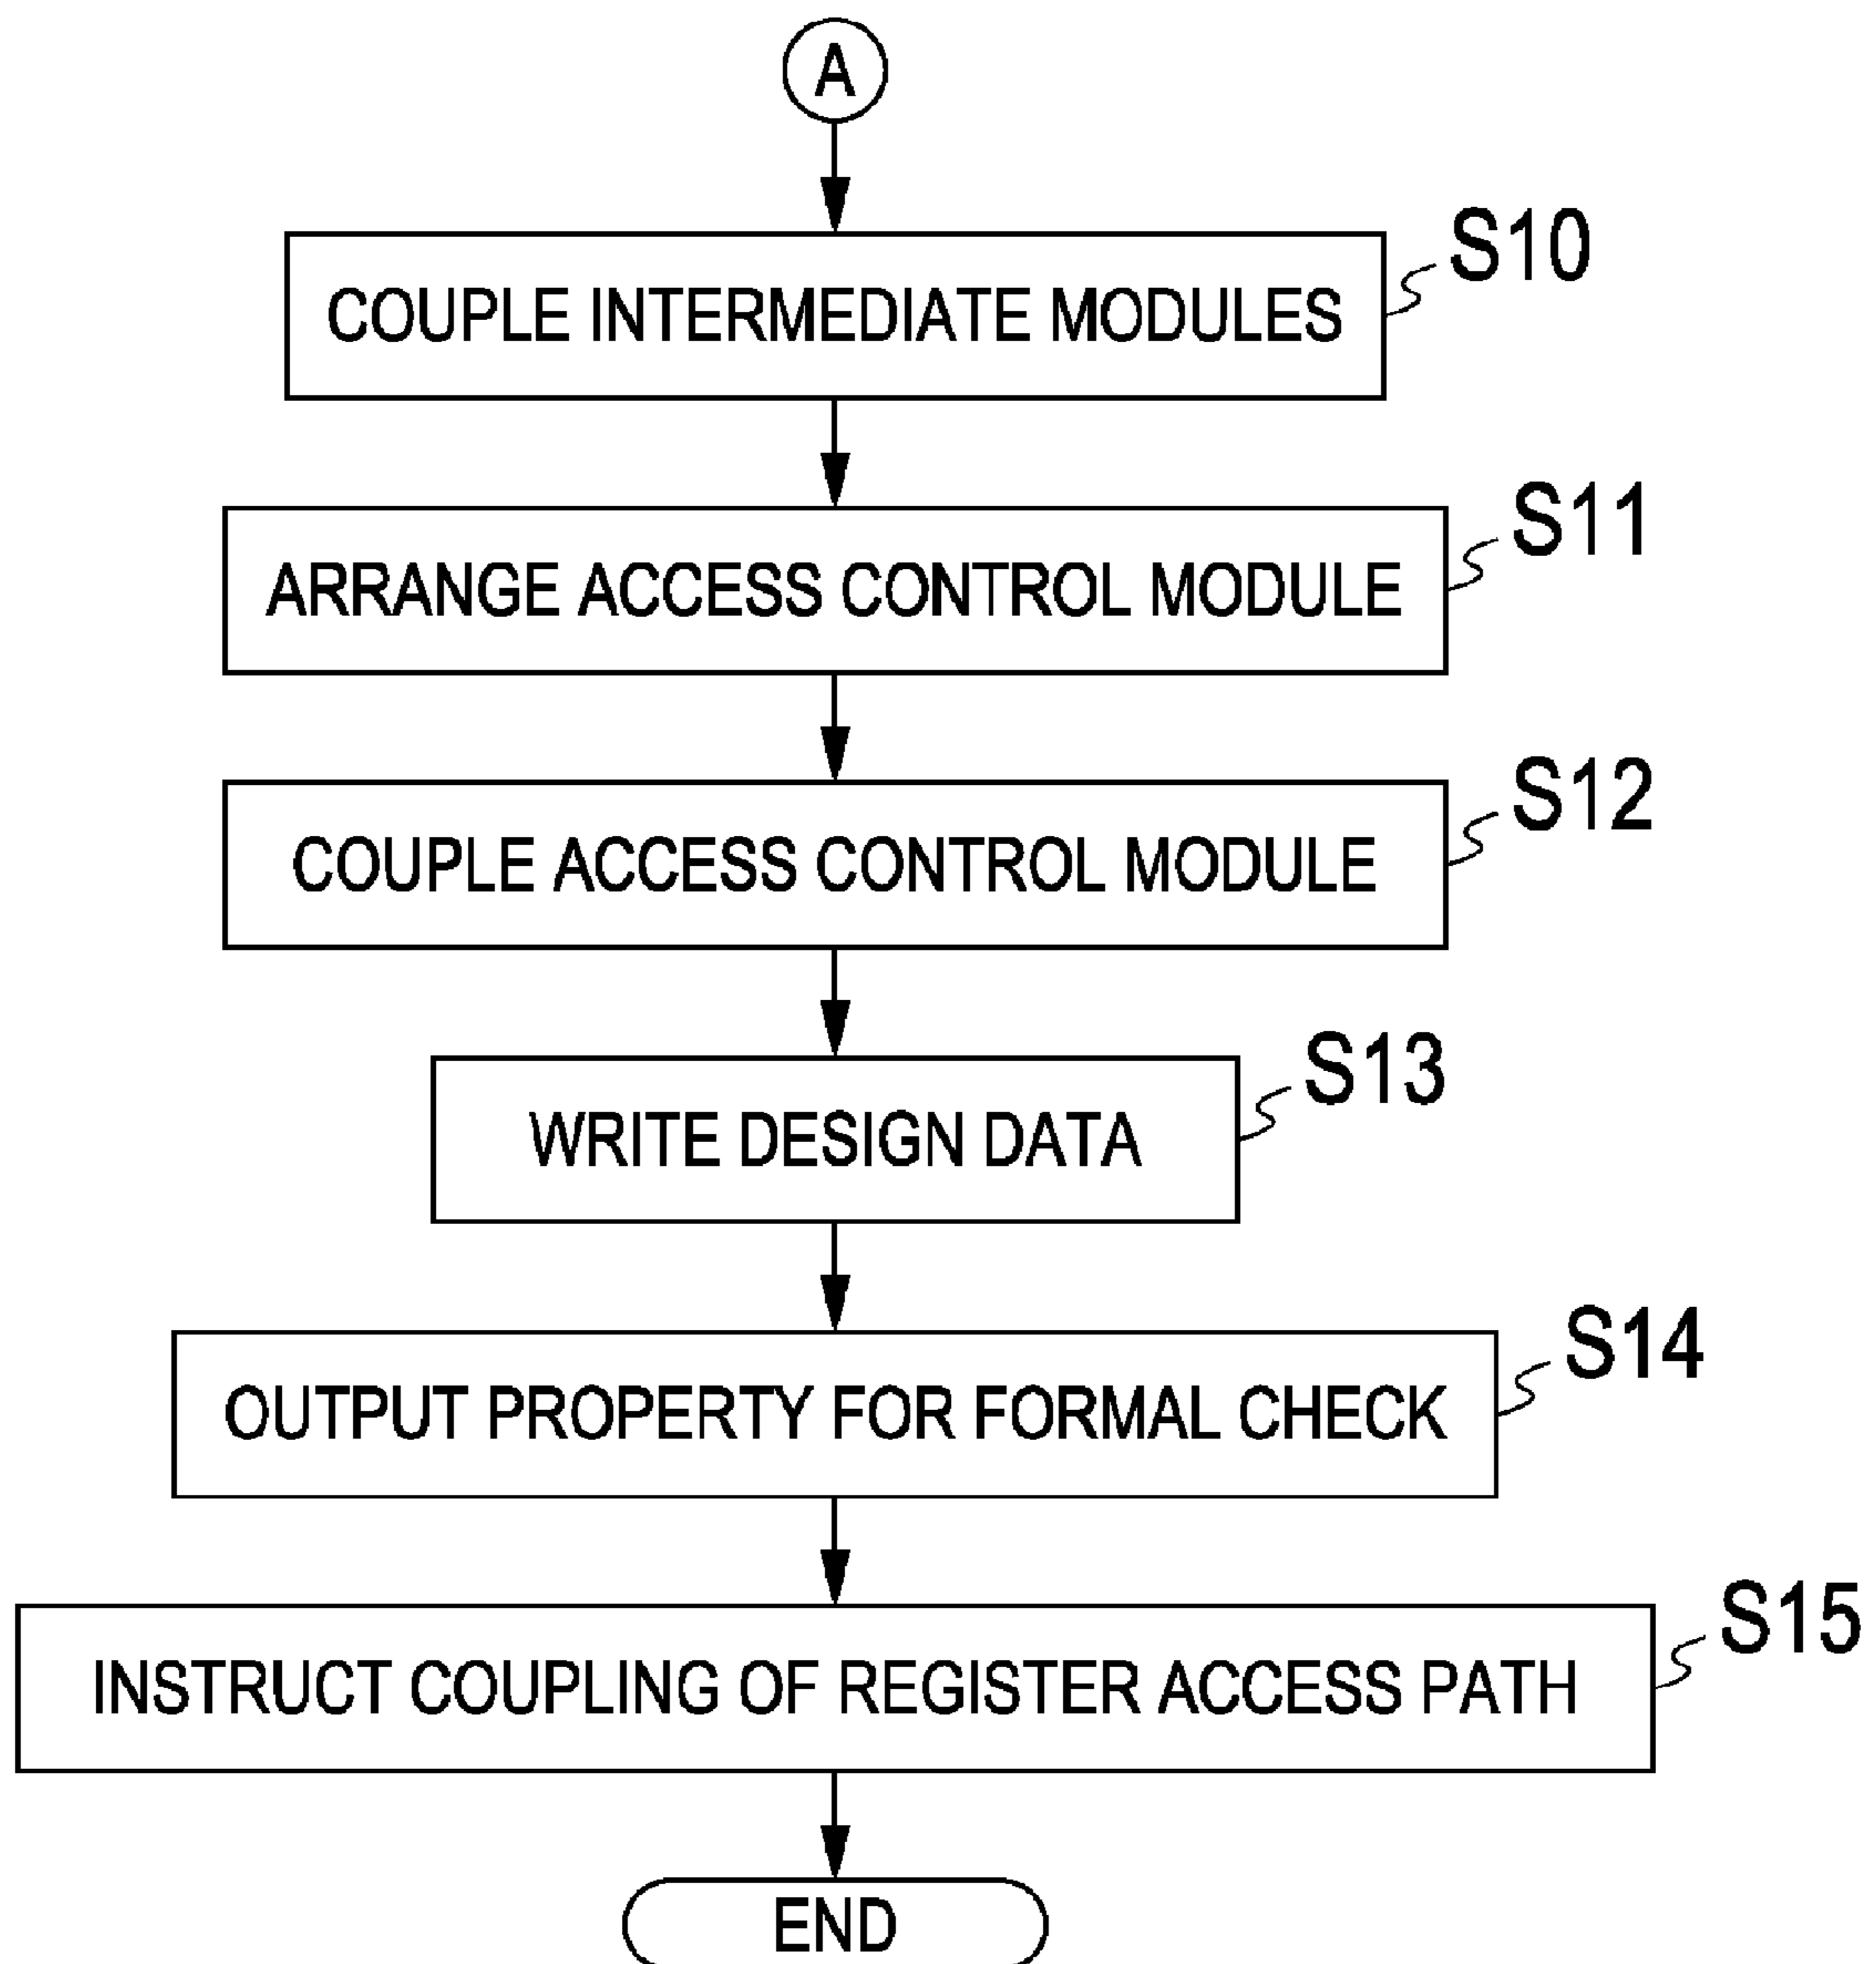 A
COUPLE INTERMEDIATE MODULES
S10
ARRANGE ACCESS CONTROL MODULE
S11
COUPLE ACCESS CONTROL MODULE
S12
WRITE DESIGN DATA
S13
OUTPUT PROPERTY FOR FORMAL CHECK
S14
INSTRUCT COUPLING OF REGISTER ACCESS PATH
S15
END